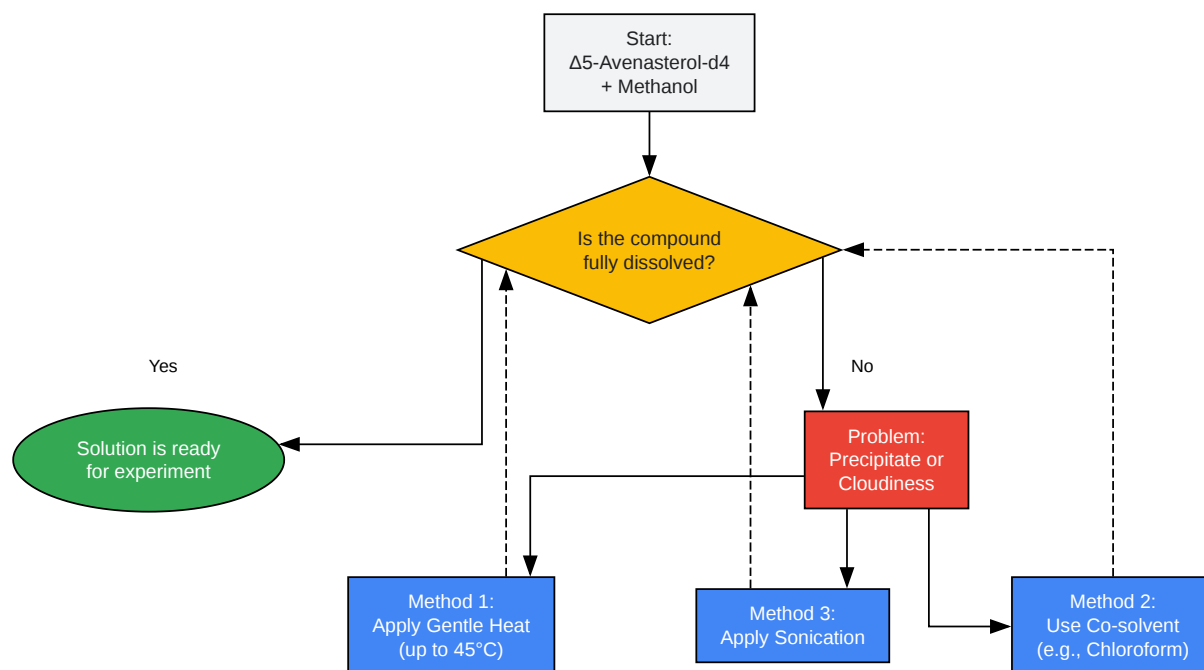 Start:
Δ5-Avenasterol-d4
+ Methanol
Is the compound
fully dissolved?
Yes
No
Solution is ready
for experiment
Problem:
Precipitate or
Cloudiness
Method 1:
Apply Gentle Heat
(up to 45°C)
Method 3:
Apply Sonication
Method 2:
Use Co-solvent
(e.g., Chloroform)